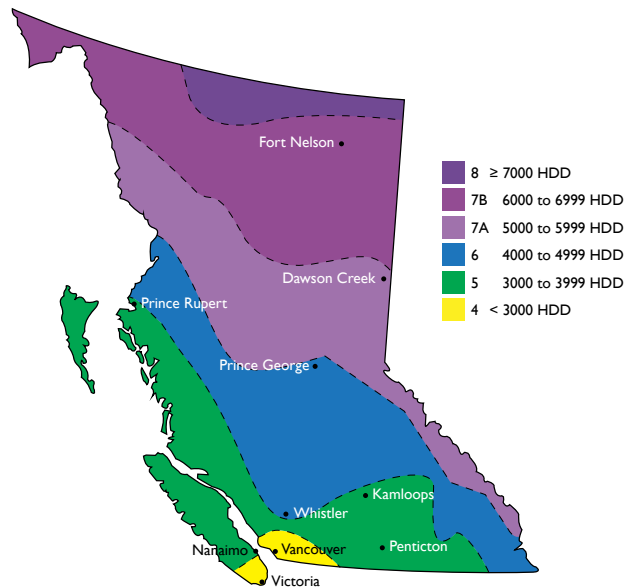 Fort Nelson
8 ≥ 7000 HDD
7B 6000 to 6999 HDD
7A 5000 to 5999 HDD
6 4000 to 4999 HDD
5 3000 to 3999 HDD
4 < 3000 HDD
Dawson Creek
Prince Rupert
Prince George
Kamloops
Whistler
Nanaimo
Vancouver
Penticton
Victoria